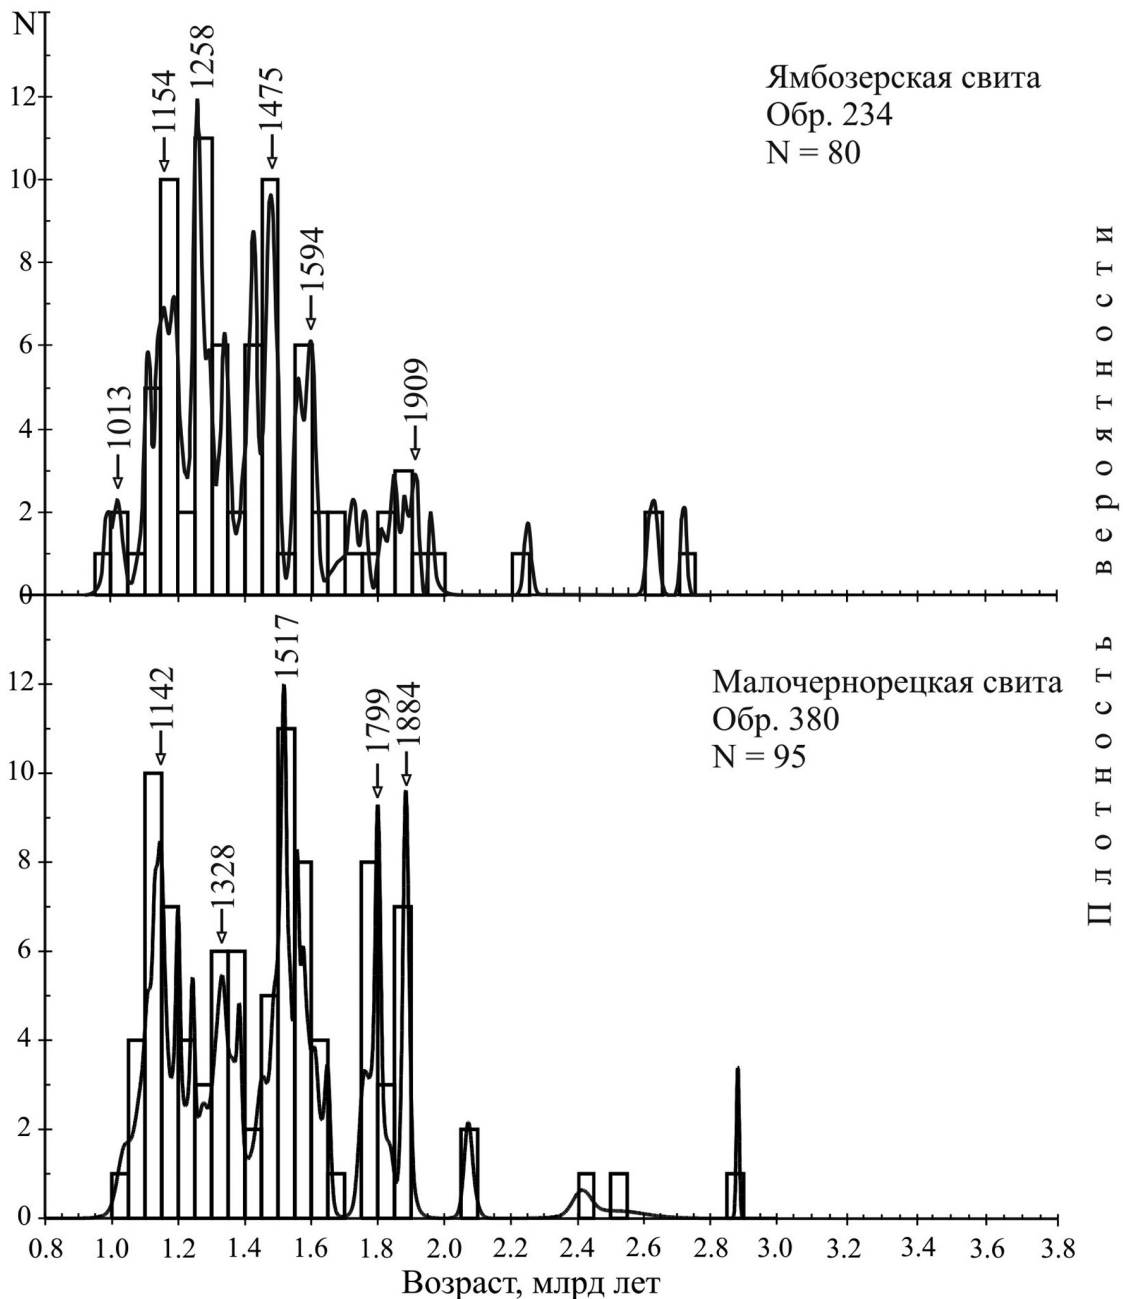 N
12
10
8
6
4
2
0
1013
1154
1258
1475
1594
1909
Ямбозерская свита
Обр. 234
N = 80
12
10
8
6
4
2
0
1142
1328
1517
1799
1884
Малочернорецкая свита
Обр. 380
N = 95
0.8 1.0 1.2 1.4 1.6 1.8 2.0 2.2 2.4 2.6 2.8 3.0 3.2 3.4 3.6 3.8
Возраст, млрд лет
Плотность вероятности